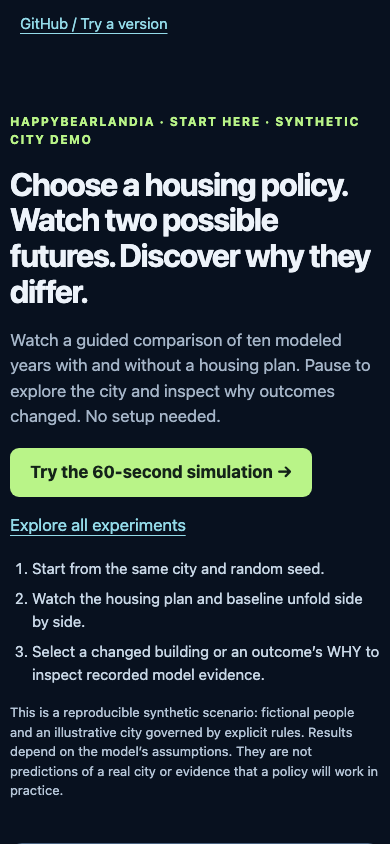 GitHub / Try a version
HAPPYBEARLANDIA · START HERE · SYNTHETIC
CITY DEMO
Choose a housing policy.
Watch two possible
futures. Discover why they
differ.
Watch a guided comparison of ten modeled
years with and without a housing plan. Pause to
explore the city and inspect why outcomes
changed. No setup needed.
Try the 60-second simulation →
Explore all experiments
1. Start from the same city and random seed.
2. Watch the housing plan and baseline unfold side
by side.
3. Select a changed building or an outcome’s WHY to
inspect recorded model evidence.
This is a reproducible synthetic scenario: fictional people
and an illustrative city governed by explicit rules. Results
depend on the model’s assumptions. They are not
predictions of a real city or evidence that a policy will work in
practice.